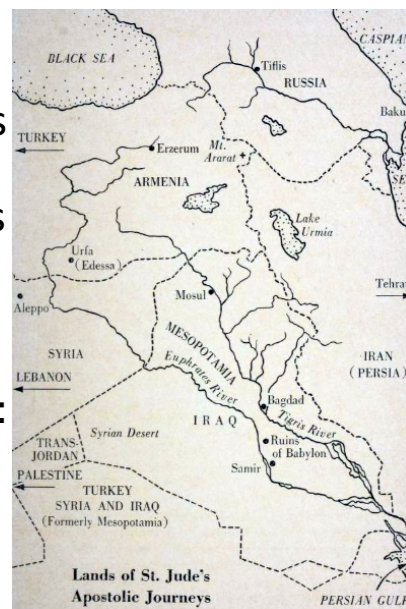 CASPIAN
BLACK SEA
Tiflis
RUSSIA
Baku
s
TURKEY
Erzerum
Mt.
Ararat
SE
ARMENIA
s
Lake
Urmia
Urfa
(Edessa)
Tehra
Mosul
Aleppo
MESOPOTAMIA
SYRIA
IRAN
(PERSIA)
Euphrates River
LEBANON
:
Bagdad
IRAQ
Tigris River
Syrian Desert
Ruins
of Babylon
TRANS-
JORDAN
Samir
PALESTINE
TURKEY
SYRIA AND IRAQ
(Formerly Mesopotamia)
Lands of St. Jude's
Apostolic Journeys
PERSIAN GULF